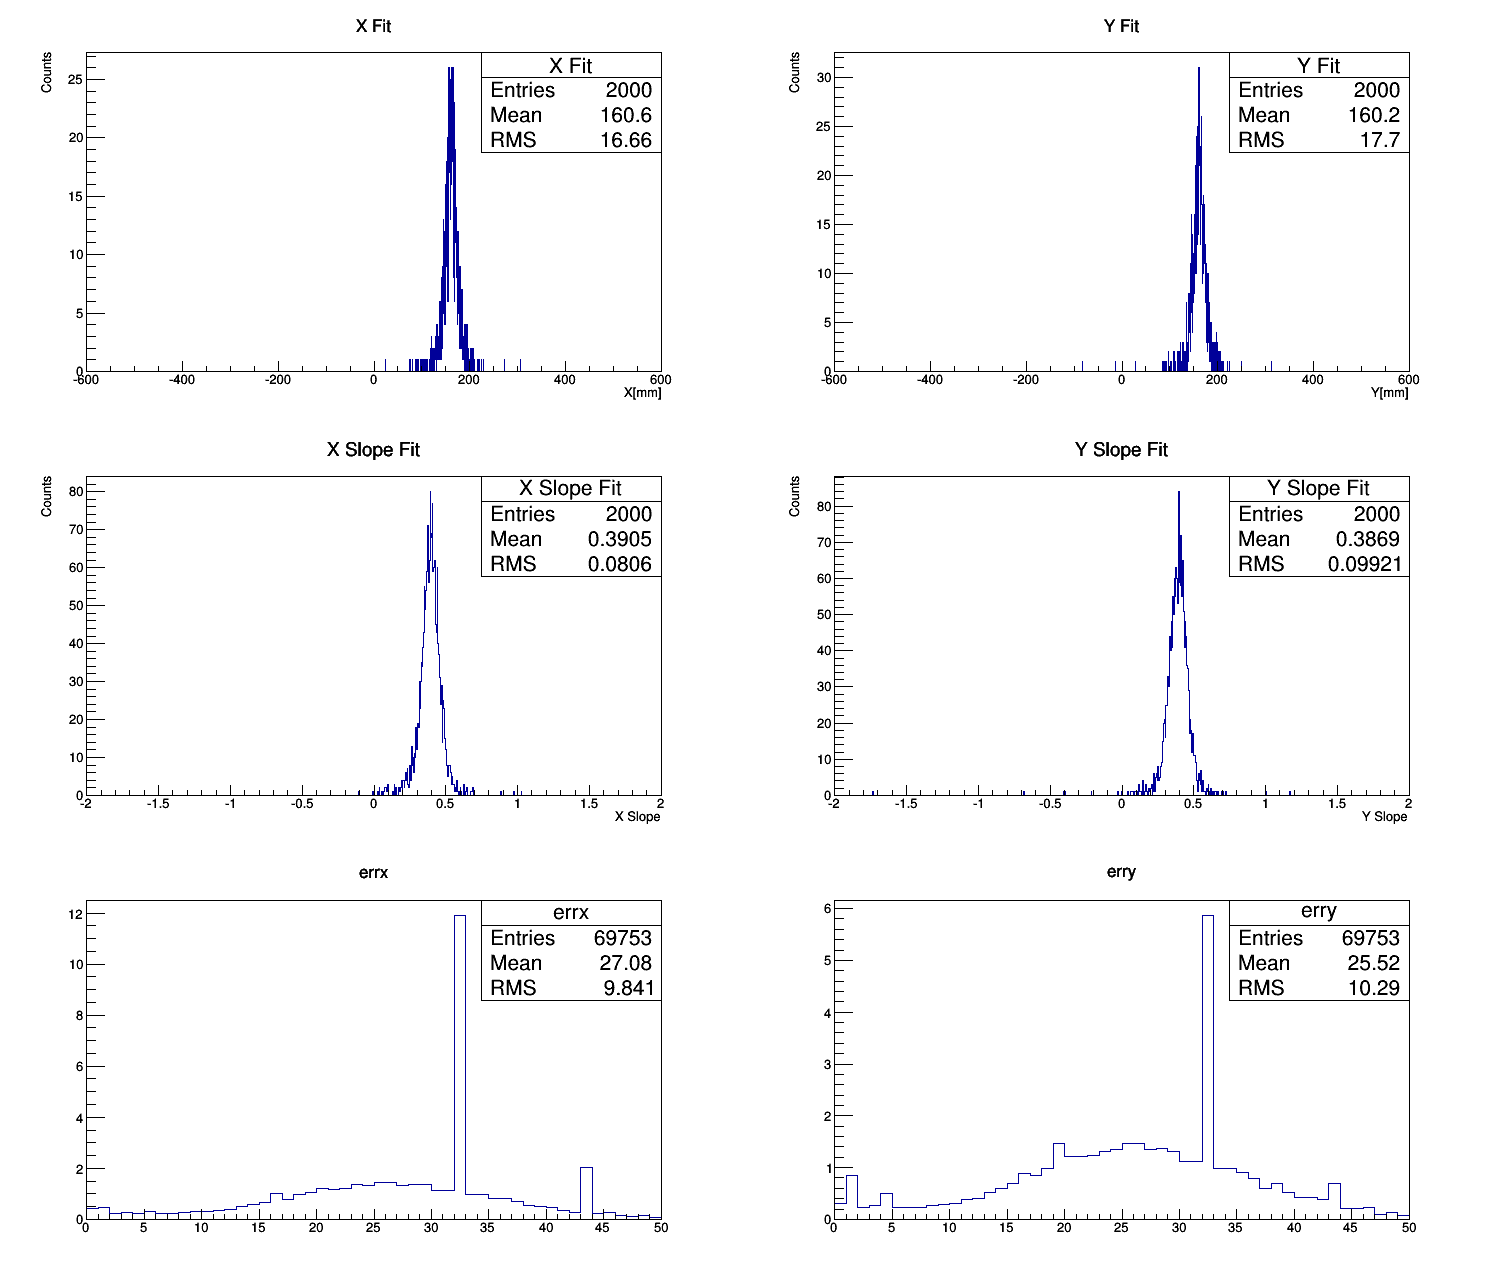 X Fit
Counts
X Fit
Entries 2000
Mean 160.6
RMS 16.66
25
20
15
10
5
0
-600 -400 -200 0 200 400 600
X[mm]
Y Fit
Counts
Y Fit
Entries 2000
Mean 160.2
RMS 17.7
30
25
20
15
10
5
0
-600 -400 -200 0 200 400 600
Y[mm]
X Slope Fit
Counts
X Slope Fit
Entries 2000
Mean 0.3905
RMS 0.0806
80
70
60
50
40
30
20
10
0
-2 -1.5 -1 -0.5 0 0.5 1 1.5 2
X Slope
Y Slope Fit
Counts
Y Slope Fit
Entries 2000
Mean 0.3869
RMS 0.09921
80
70
60
50
40
30
20
10
0
-2 -1.5 -1 -0.5 0 0.5 1 1.5 2
Y Slope
errx
errx
Entries 69753
Mean 27.08
RMS 9.841
12
10
8
6
4
2
0
0 5 10 15 20 25 30 35 40 45 50
erry
erry
Entries 69753
Mean 25.52
RMS 10.29
6
5
4
3
2
1
0
0 5 10 15 20 25 30 35 40 45 50